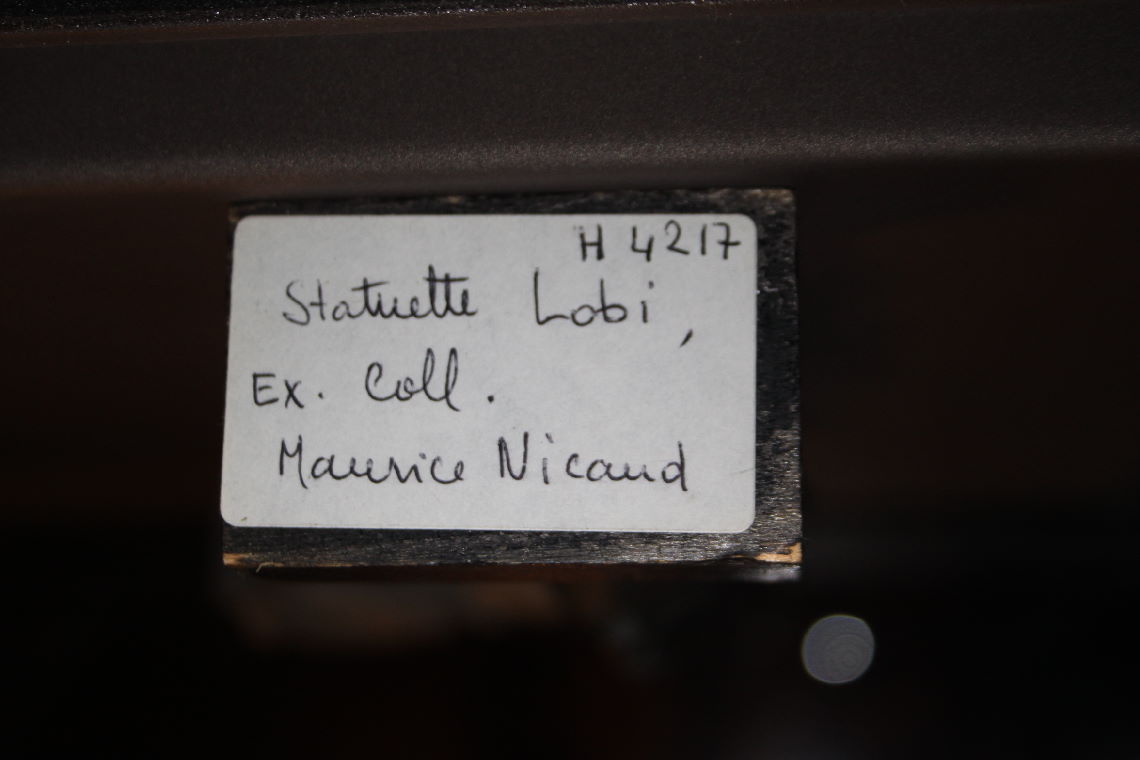 H 4217
Statuette Lobi,
Ex. Coll.
Maurice Nicaud